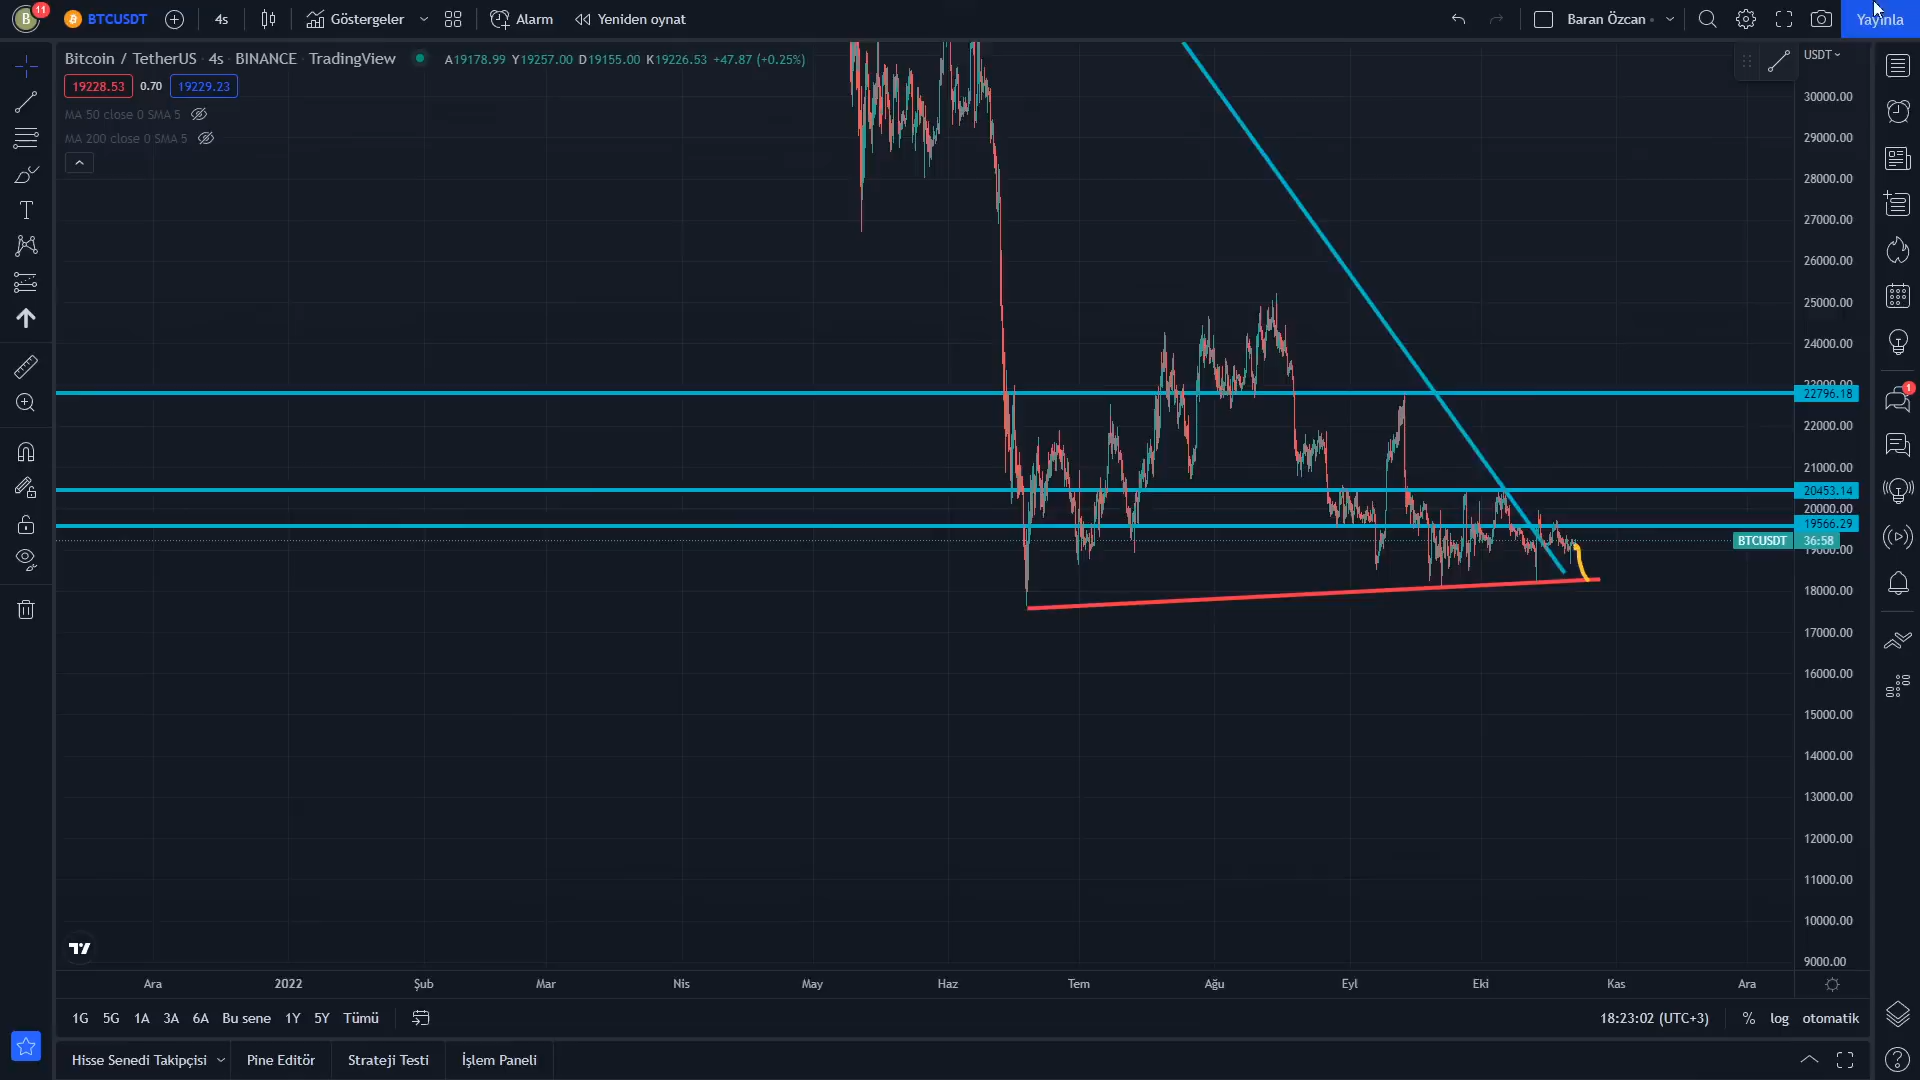 B 11 BTCUSDT 4s Göstergeler Alarm Yeniden oynat Baran Özcan Yayınla
Bitcoin / TetherUS · 4s · BINANCE · TradingView A19178.99 Y19257.00 D19155.00 K19226.53 +47.87 (+0.25%) USDT
19228.53 0.70 19229.23
MA 50 close 0 SMA 5
MA 200 close 0 SMA 5
30000.00
29000.00
28000.00
27000.00
26000.00
25000.00
24000.00
23000.00
22796.18
1
22000.00
21000.00
20453.14
20000.00
19566.29
BTCUSDT 36:58
19000.00
18000.00
17000.00
16000.00
15000.00
14000.00
13000.00
12000.00
11000.00
10000.00
9000.00
Ara 2022 Şub Mar Nis May Haz Tem Ağu Eyl Eki Kas Ara
1G 5G 1A 3A 6A Bu sene 1Y 5Y Tümü 18:23:02 (UTC+3) % log otomatik
Hisse Senedi Takipçisi Pine Editör Strateji Testi İşlem Paneli